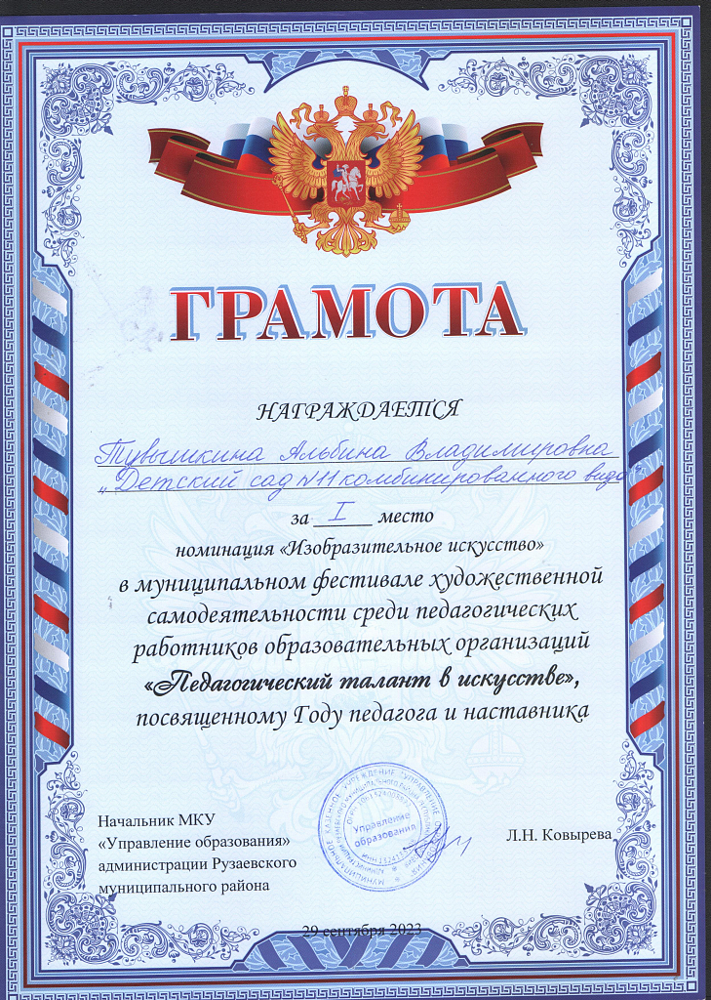 ГРАМОТА
НАГРАЖДАЕТСЯ
Тувышкина Альбина Владимировна
„Детский сад №11 комбинированного вида"
за I место
номинация «Изобразительное искусство»
в муниципальном фестивале художественной
самодеятельности среди педагогических
работников образовательных организаций
«Педагогический талант в искусстве»,
посвященному Году педагога и наставника
Начальник МКУ
«Управление образования»
администрации Рузаевского
муниципального района
Управление
образования
Л.Н. Ковырева
29 сентября 2023